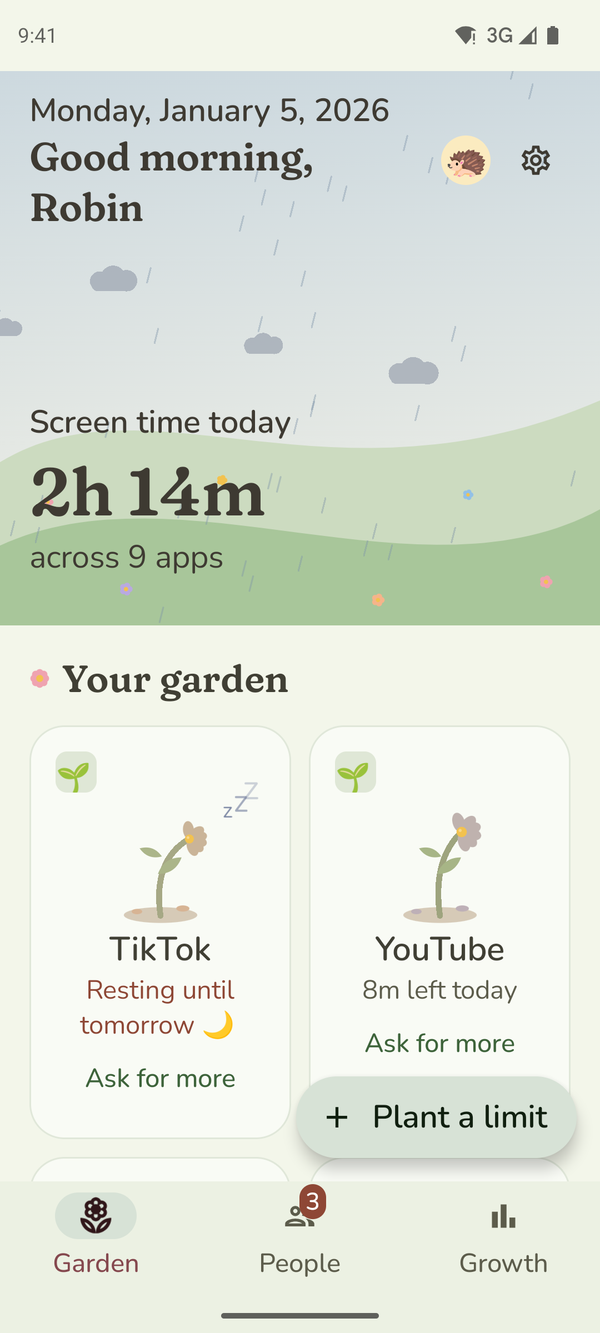 9:41
3G
Monday, January 5, 2026
Good morning,
Robin
Screen time today
2h 14m
across 9 apps
Your garden
z Z Z
TikTok
Resting until
tomorrow 🌙
Ask for more
YouTube
8m left today
Ask for more
+ Plant a limit
3
Garden
People
Growth